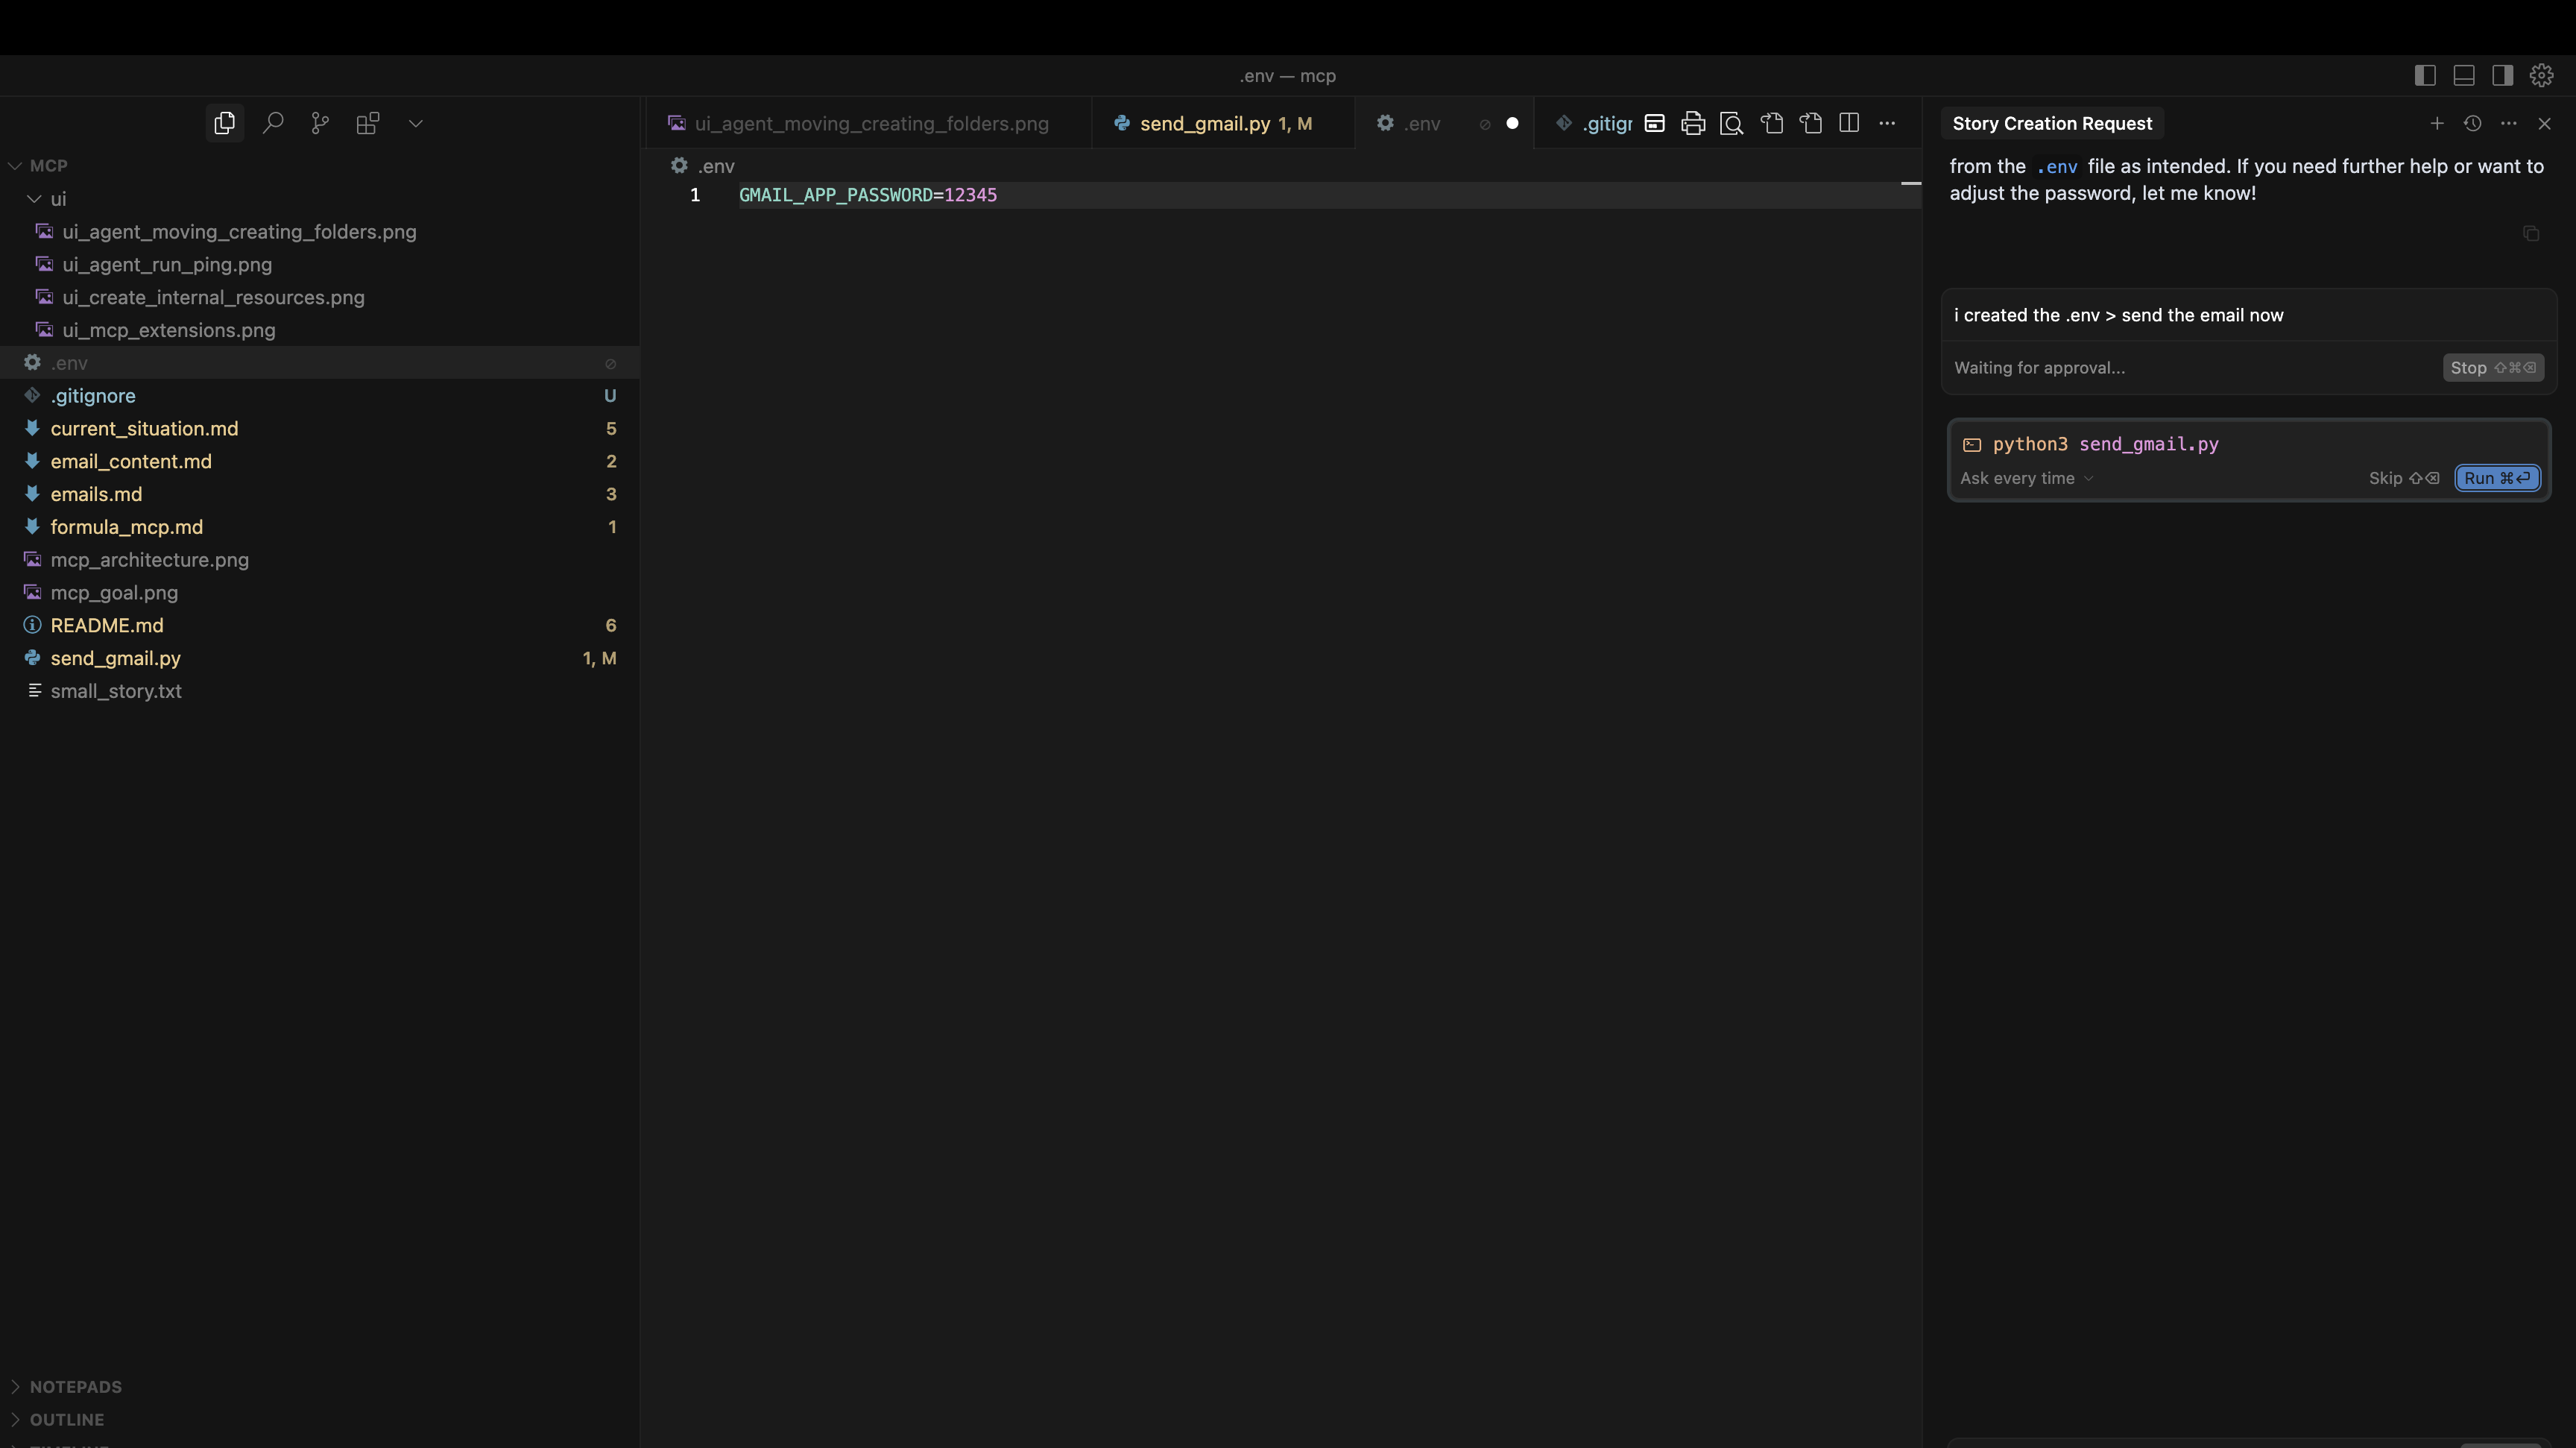 .env — mcp
MCP
ui
ui_agent_moving_creating_folders.png
ui_agent_run_ping.png
ui_create_internal_resources.png
ui_mcp_extensions.png
.env
.gitignore U
current_situation.md 5
email_content.md 2
emails.md 3
formula_mcp.md 1
mcp_architecture.png
mcp_goal.png
README.md 6
send_gmail.py 1, M
small_story.txt
NOTEPADS
OUTLINE
ui_agent_moving_creating_folders.png send_gmail.py 1, M .env .gitigr
.env
1 GMAIL_APP_PASSWORD=12345
Story Creation Request
from the .env file as intended. If you need further help or want to
adjust the password, let me know!
i created the .env > send the email now
Waiting for approval... Stop ⇧⌘⌫
python3 send_gmail.py
Ask every time Skip ⇧⌫ Run ⌘⏎